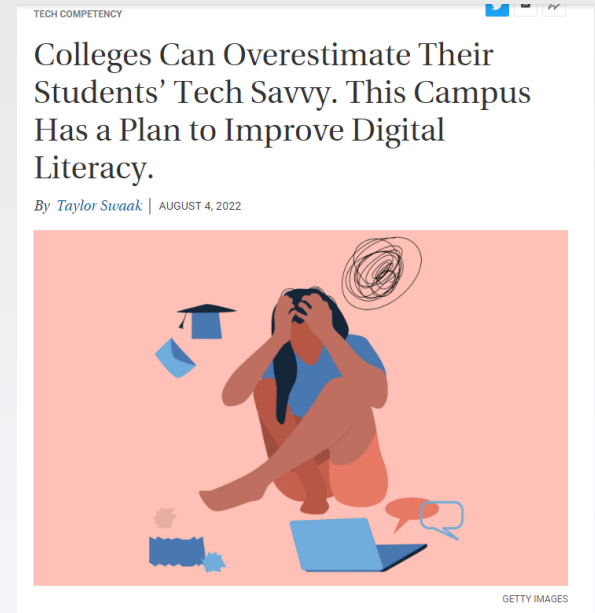 TECH COMPETENCY
Colleges Can Overestimate Their
Students’ Tech Savvy. This Campus
Has a Plan to Improve Digital
Literacy.
By Taylor Swaak | AUGUST 4, 2022
GETTY IMAGES